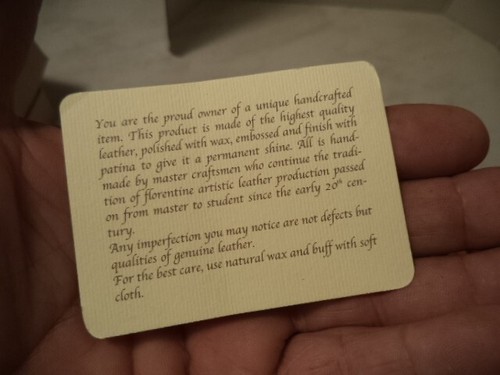 You are the proud owner of a unique handcrafted
item. This product is made of the highest quality
leather, polished with wax, embossed and finish with
patina to give it a permanent shine. All is hand-
made by master craftsmen who continue the tradi-
tion of florentine artistic leather production passed
on from master to student since the early 20th cen-
tury.
Any imperfection you may notice are not defects but
qualities of genuine leather.
For the best care, use natural wax and buff with soft
cloth.